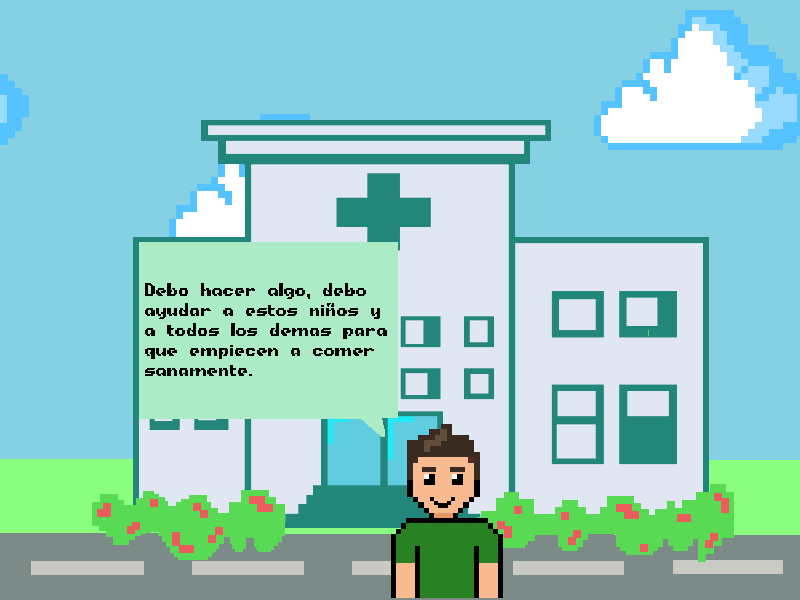 Debo hacer algo, debo
ayudar a estos niños y
a todos los demas para
que empiecen a comer
sanamente.